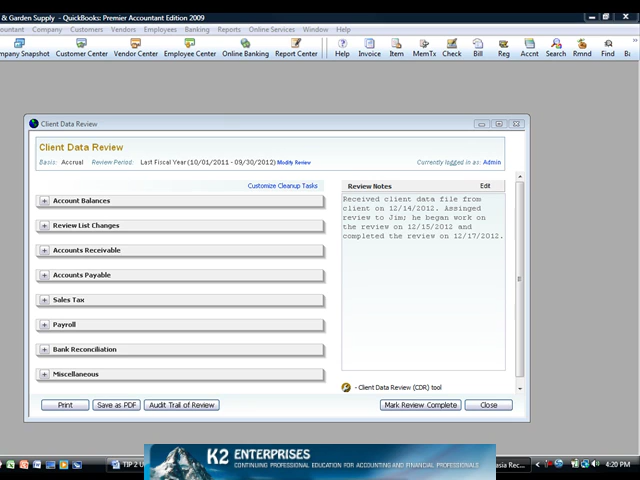 & Garden Supply - QuickBooks: Premier Accountant Edition 2009
ountant Company Customers Vendors Employees Banking Reports Online Services Window Help
mpany Snapshot Customer Center Vendor Center Employee Center Online Banking Report Center Help Invoice Item MemTx Check Bill Reg Accnt Search Rmnd Find
Client Data Review
Client Data Review
Basis: Accrual Review Period: Last Fiscal Year (10/01/2011 - 09/30/2012) Modify Review Currently logged in as: Admin
Customize Cleanup Tasks
Account Balances
Review List Changes
Accounts Receivable
Accounts Payable
Sales Tax
Payroll
Bank Reconciliation
Miscellaneous
Review Notes Edit
Received client data file from
client on 12/14/2012. Assinged
review to Jim; he began work on
the review on 12/15/2012 and
completed the review on 12/17/2012.
- Client Data Review (CDR) tool
Print Save as PDF Audit Trail of Review Mark Review Complete Close
K2 ENTERPRISES
CONTINUING PROFESSIONAL EDUCATION FOR ACCOUNTING AND FINANCIAL PROFESSIONALS
TIP 2 asia Rec... 4:20 PM